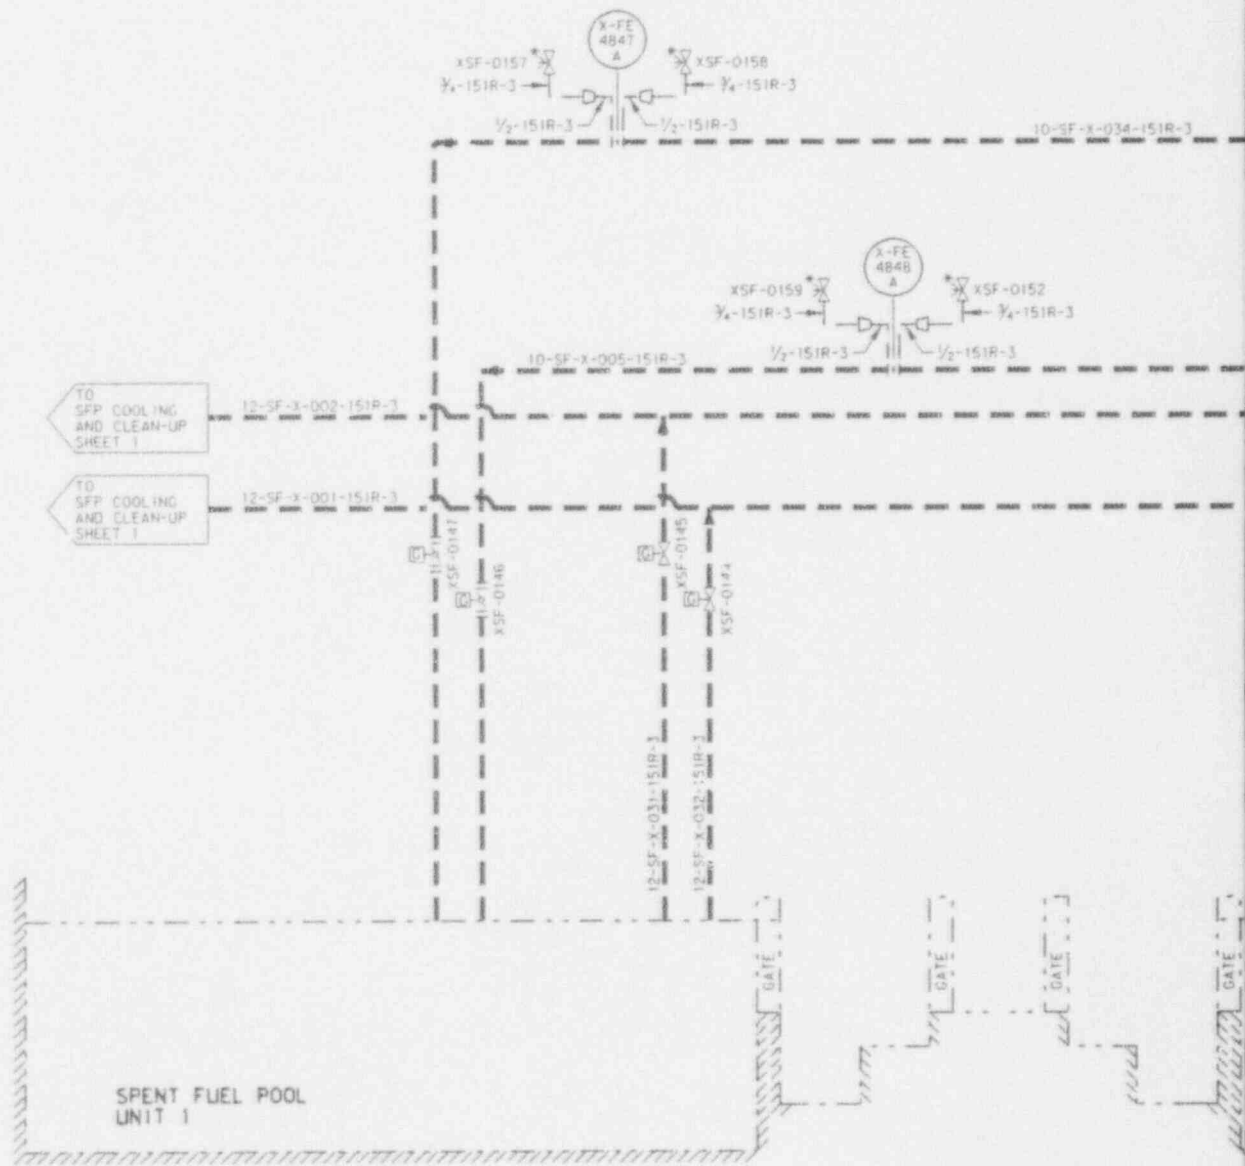 X-FE
4847
A
* XSF-0157
* XSF-0158
¾-151R-3
¾-151R-3
½-151R-3
½-151R-3
10-SF-X-034-151R-3
X-FE
4848
A
XSF-0159 *
* XSF-0152
¾-151R-3
¾-151R-3
½-151R-3
½-151R-3
10-SF-X-005-151R-3
TO
SFP COOLING
AND CLEAN-UP
SHEET 1
12-SF-X-002-151R-3
TO
SFP COOLING
AND CLEAN-UP
SHEET 1
12-SF-X-001-151R-3
XSF-0147
XSF-0146
XSF-0145
XSF-0144
12-SF-X-031-151R-3
12-SF-X-032-151R-3
GATE
GATE
GATE
GATE
SPENT FUEL POOL
UNIT 1